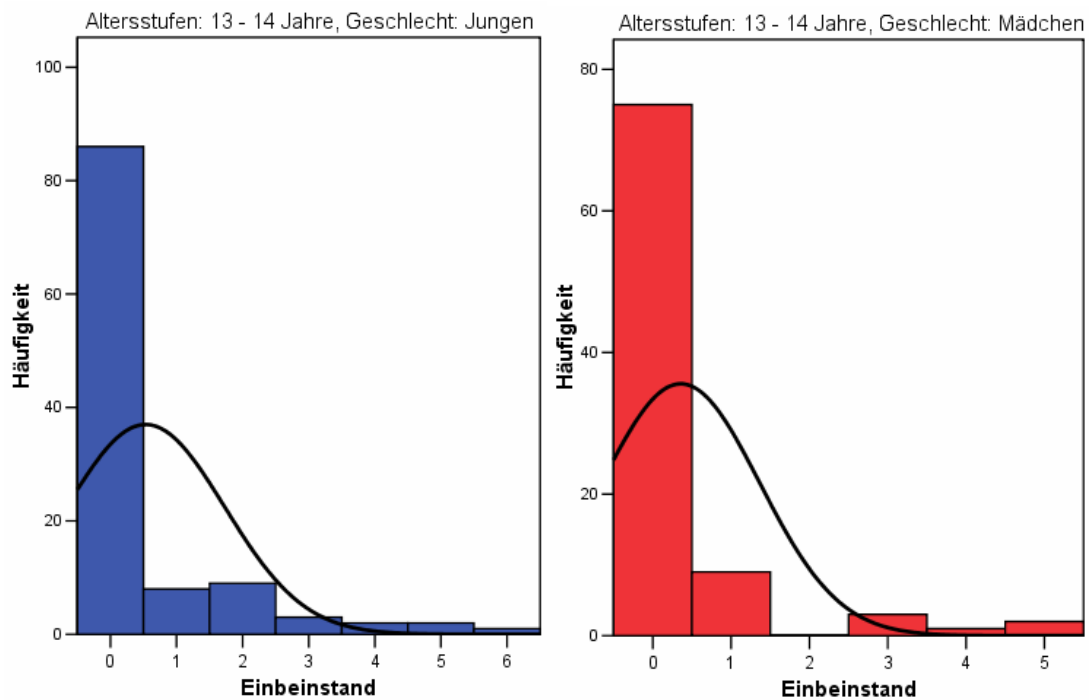 Altersstufen: 13 - 14 Jahre, Geschlecht: Jungen
100
80
60
40
20
0
Häufigkeit
0 1 2 3 4 5 6
Einbeinstand
Altersstufen: 13 - 14 Jahre, Geschlecht: Mädchen
80
60
40
20
0
Häufigkeit
0 1 2 3 4 5
Einbeinstand